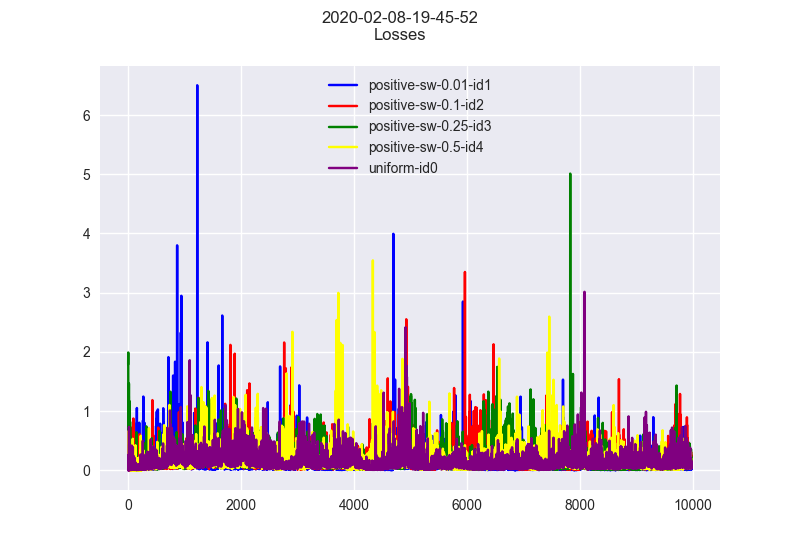 2020-02-08-19-45-52
Losses
positive-sw-0.01-id1
positive-sw-0.1-id2
positive-sw-0.25-id3
positive-sw-0.5-id4
uniform-id0
6
5
4
3
2
1
0
0 2000 4000 6000 8000 10000